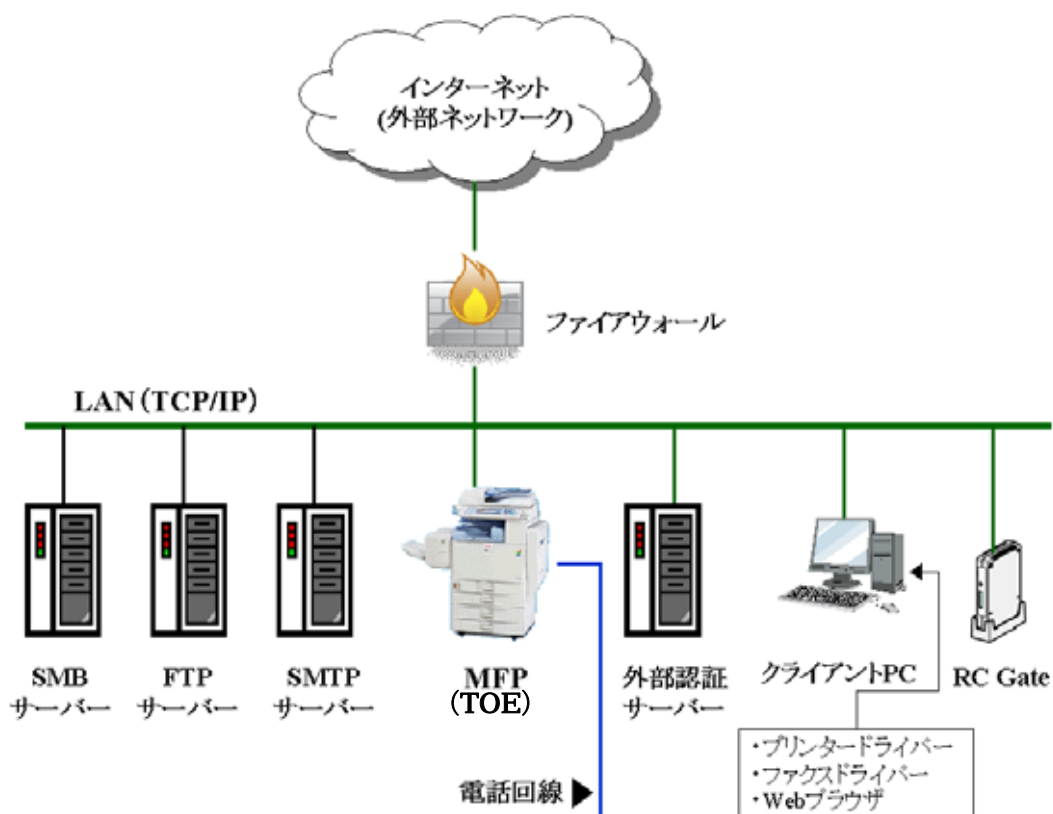 インターネット
(外部ネットワーク)
ファイアウォール
LAN(TCP/IP)
SMB
サーバー
FTP
サーバー
SMTP
サーバー
MFP
(TOE)
外部認証
サーバー
クライアントPC
RC Gate
・プリンタードライバー
・ファクスドライバー
・Webブラウザ
電話回線▶